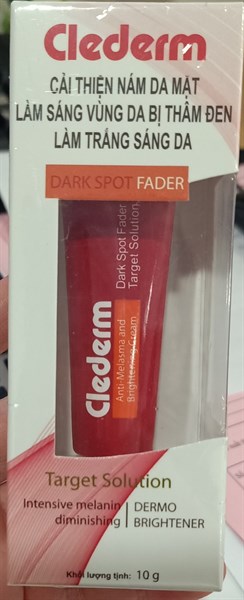 Clederm
CẢI THIỆN NÁM DA MẶT
LÀM SÁNG VÙNG DA BỊ THÂM ĐEN
LÀM TRẮNG SÁNG DA
DARK SPOT FADER
Clederm
Anti-Melasma and
Brightening Cream
Dark Spot Fader
Target Solution
Target Solution
Intensive melanin
diminishing
DERMO
BRIGHTENER
Khối lượng tịnh: 10 g